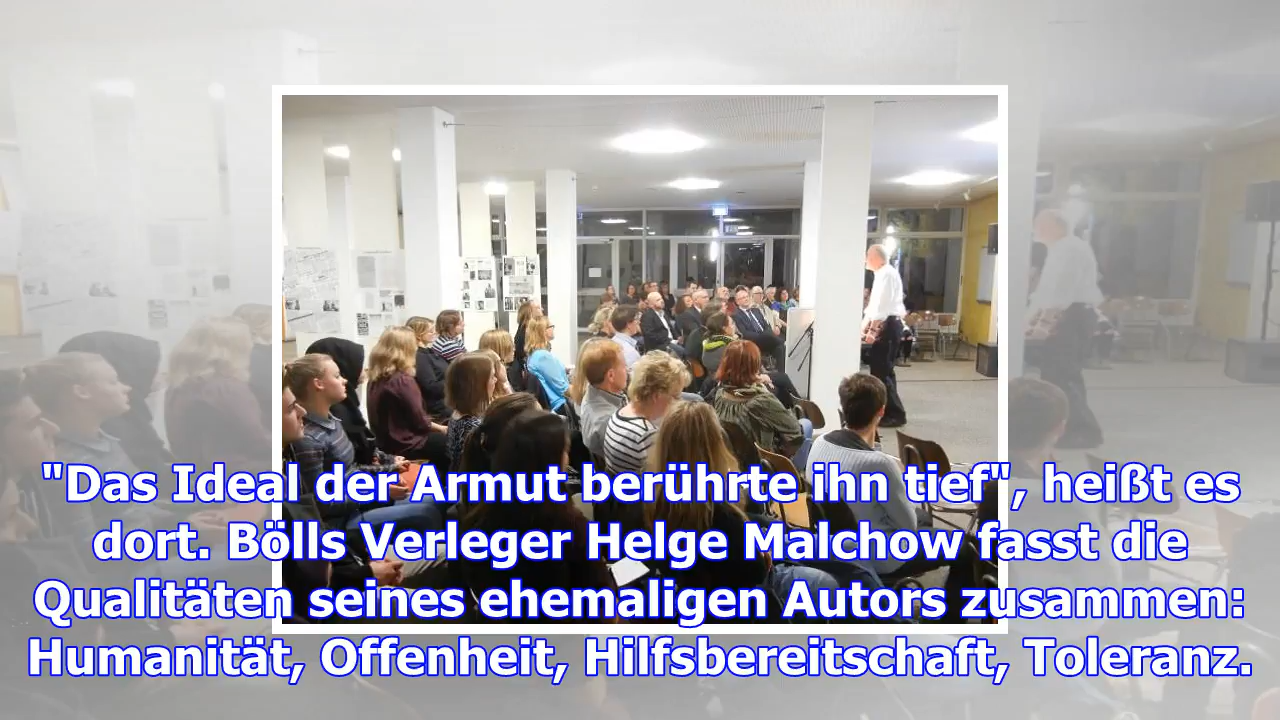 "Das Ideal der Armut berührte ihn tief", heißt es
dort. Bölls Verleger Helge Malchow fasst die
Qualitäten seines ehemaligen Autors zusammen:
Humanität, Offenheit, Hilfsbereitschaft, Toleranz.